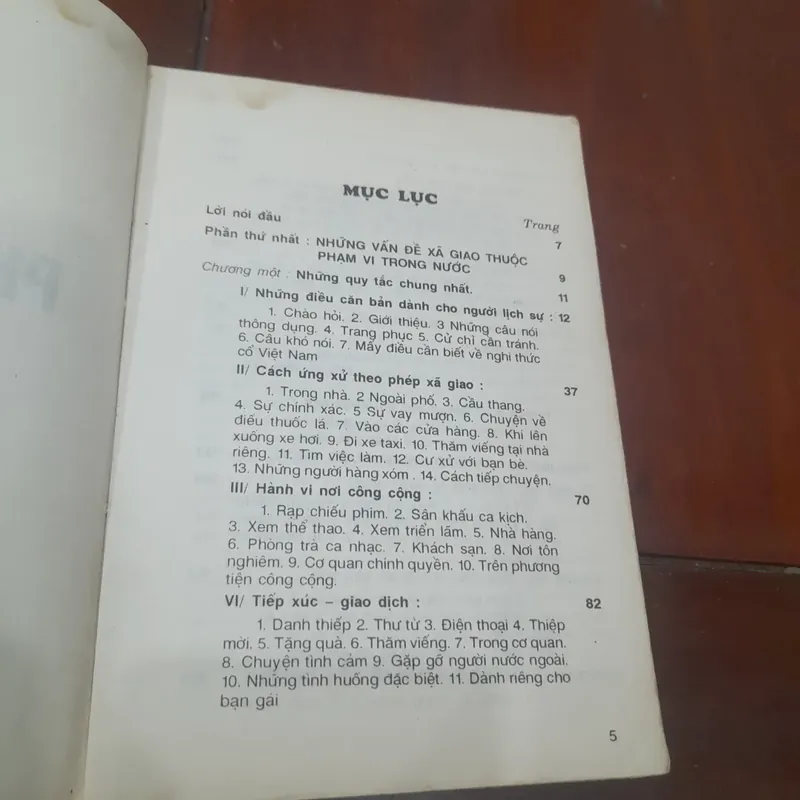 MỤC LỤC
Trang
Lời nói đầu 7
Phần thứ nhất : NHỮNG VẤN ĐỀ XÃ GIAO THUỘC
PHẠM VI TRONG NƯỚC 9
Chương một : Những quy tắc chung nhất. 11
I/ Những điều căn bản dành cho người lịch sự : 12
1. Chào hỏi. 2. Giới thiệu. 3 Những câu nói
thông dụng. 4. Trang phục 5. Cử chỉ cần tránh.
6. Câu khó nói. 7. Mấy điều cần biết về nghi thức
cổ Việt Nam
II/ Cách ứng xử theo phép xã giao : 37
1. Trong nhà. 2 Ngoài phố. 3. Cầu thang.
4. Sự chính xác. 5 Sự vay mượn. 6. Chuyện về
điếu thuốc lá. 7. Vào các cửa hàng. 8. Khi lên
xuống xe hơi. 9. Đi xe taxi. 10. Thăm viếng tại nhà
riêng. 11. Tìm việc làm. 12. Cư xử với bạn bè.
13. Những người hàng xóm . 14. Cách tiếp chuyện.
III/ Hành vi nơi công cộng : 70
1. Rạp chiếu phim. 2. Sân khấu ca kịch.
3. Xem thể thao. 4. Xem triển lãm. 5. Nhà hàng.
6. Phòng trà ca nhạc. 7. Khách sạn. 8. Nơi tôn
nghiêm. 9. Cơ quan chính quyền. 10. Trên phương
tiện công cộng.
VI/ Tiếp xúc – giao dịch : 82
1. Danh thiếp 2. Thư từ 3. Điện thoại 4. Thiệp
mời. 5. Tặng quà. 6. Thăm viếng. 7. Trong cơ quan.
8. Chuyện tình cảm 9. Gặp gỡ người nước ngoài.
10. Những tình huống đặc biệt. 11. Dành riêng cho
bạn gái
5